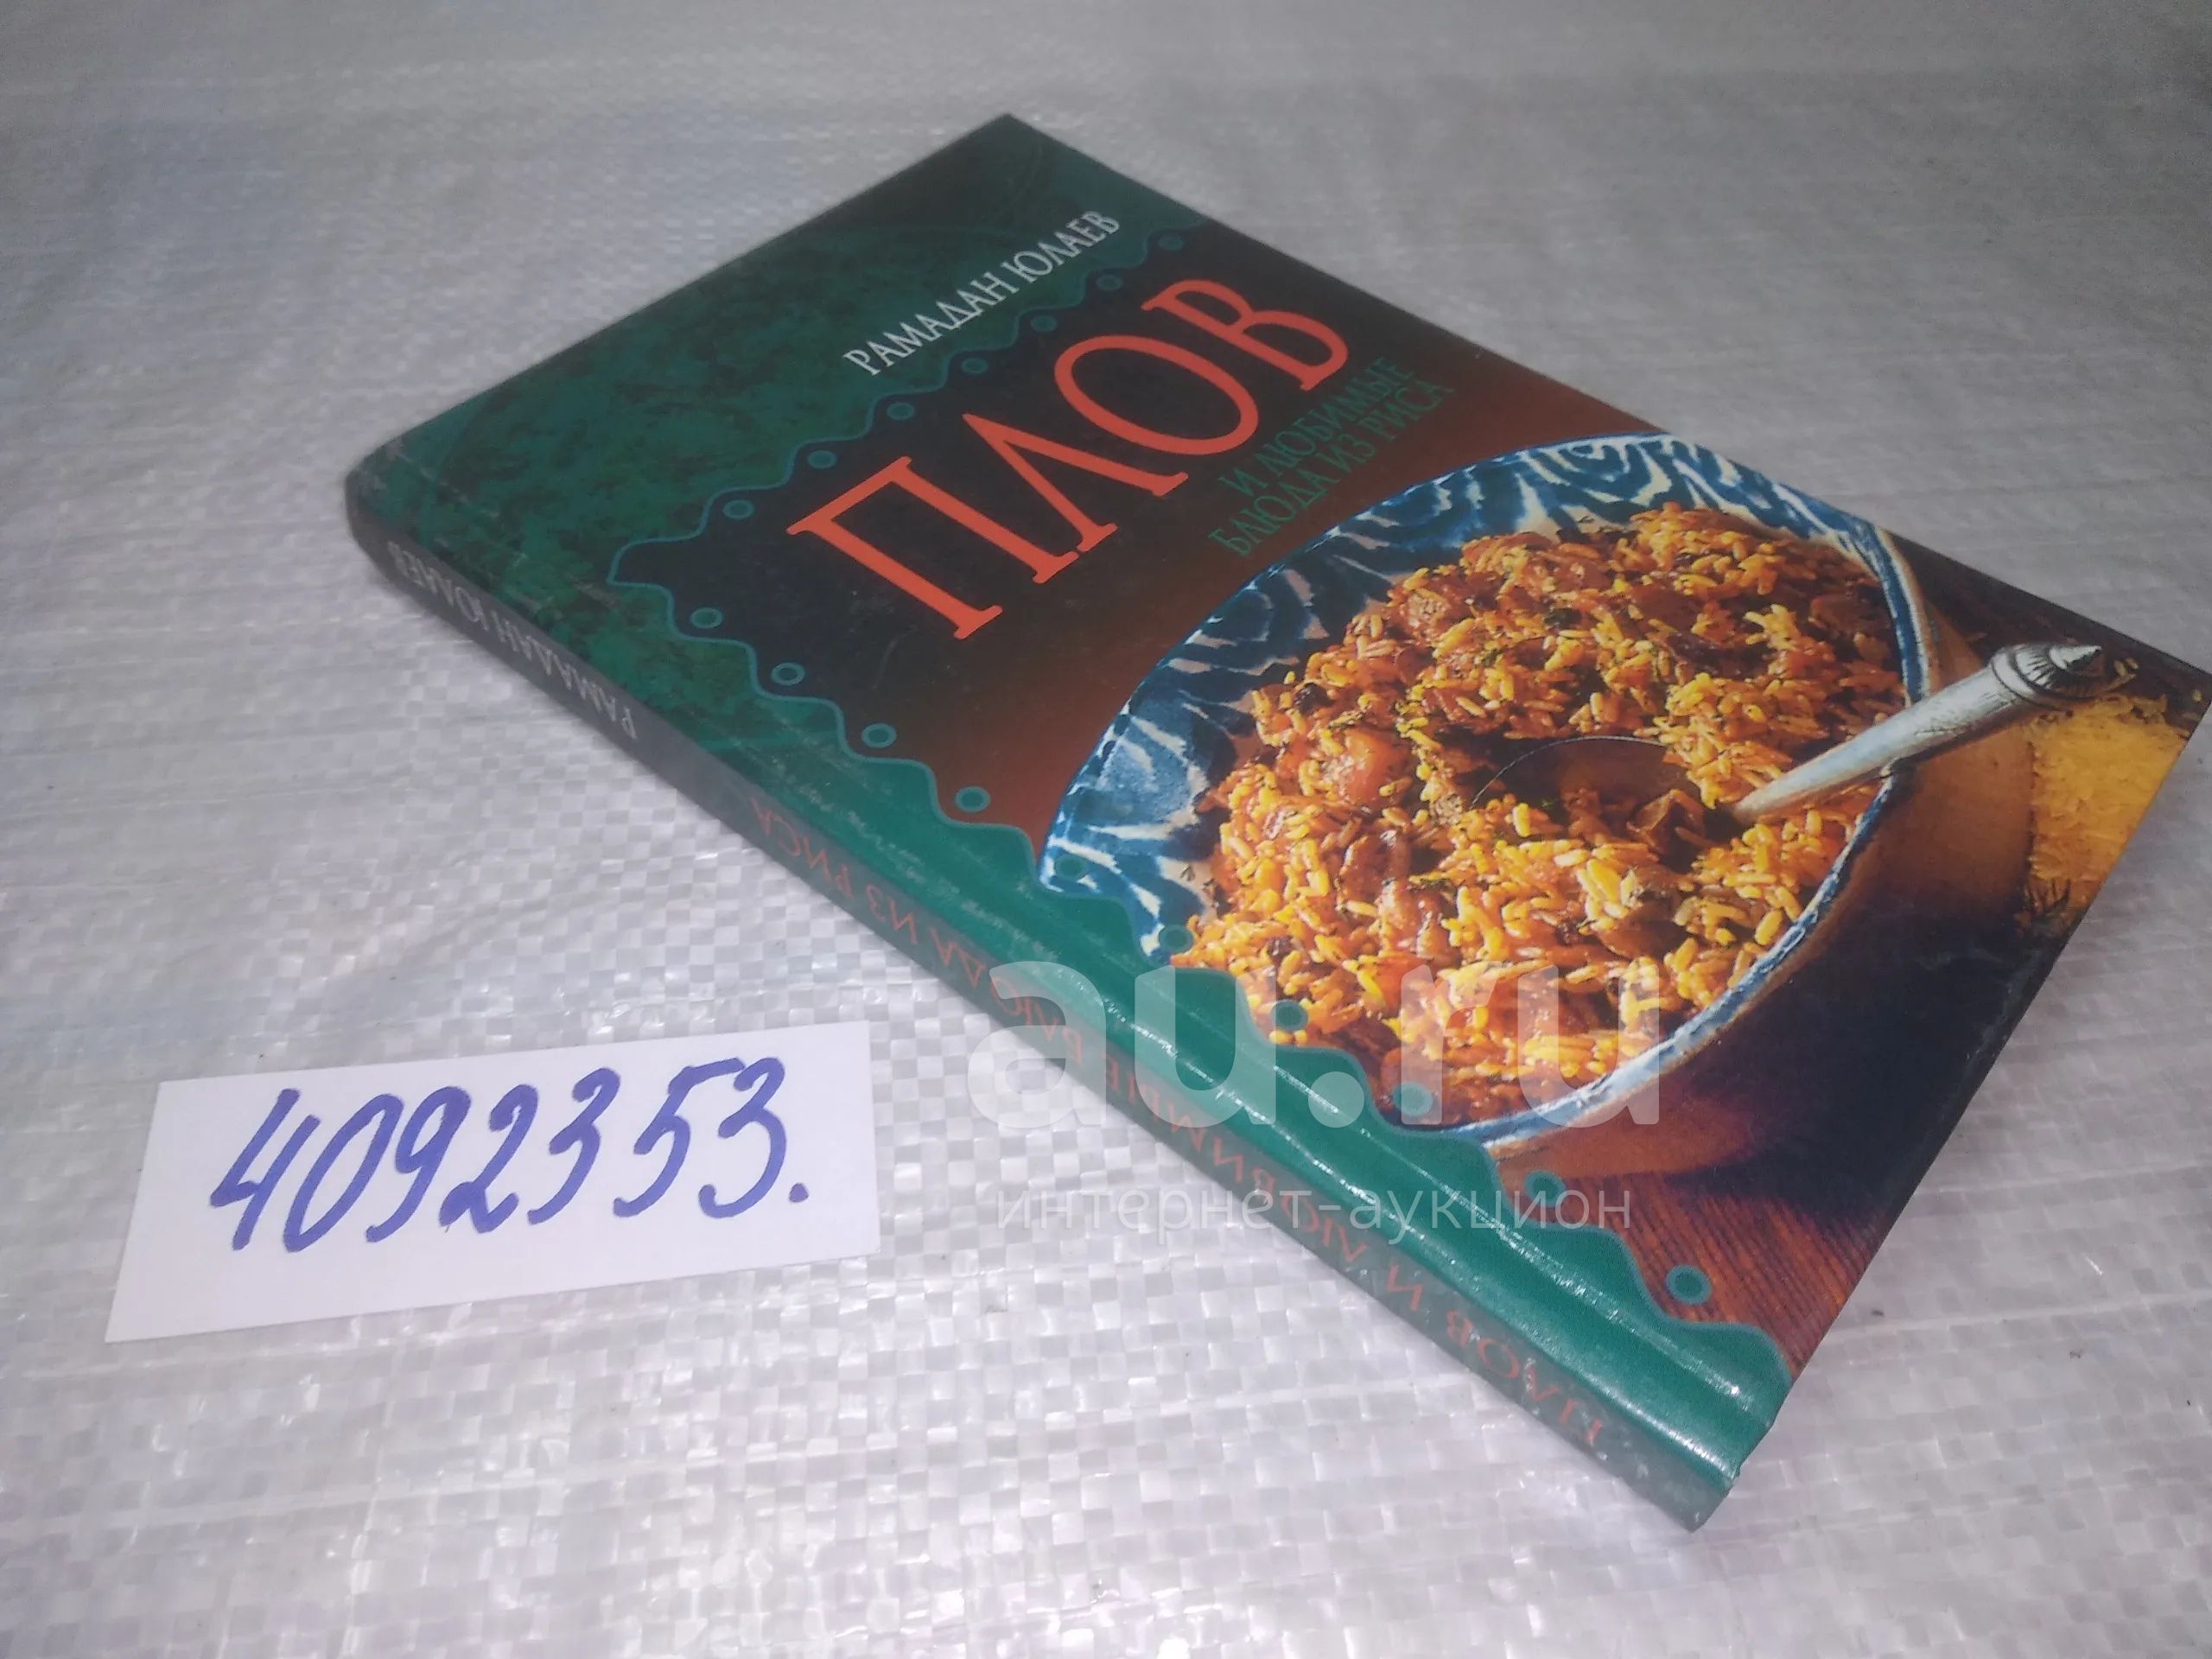 РАМАДАН ЮЛАЕВ
ПЛОВ
И ЛЮБИМЫЕ
БЛЮДА ИЗ РИСА
ПЛОВ И ЛЮБИМЫЕ БЛЮДА ИЗ РИСА
РАМАДАН ЮЛАЕВ
4092353.
au.ru
интернет-аукцион